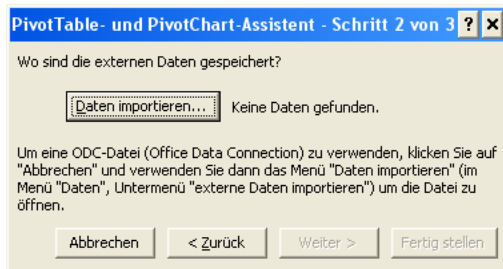 PivotTable- und PivotChart-Assistent - Schritt 2 von 3 ? x
Wo sind die externen Daten gespeichert?
Daten importieren... Keine Daten gefunden.
Um eine ODC-Datei (Office Data Connection) zu verwenden, klicken Sie auf
"Abbrechen" und verwenden Sie dann das Menü "Daten importieren" (im
Menü "Daten", Untermenü "externe Daten importieren") um die Datei zu
öffnen.
Abbrechen < Zurück Weiter > Fertig stellen